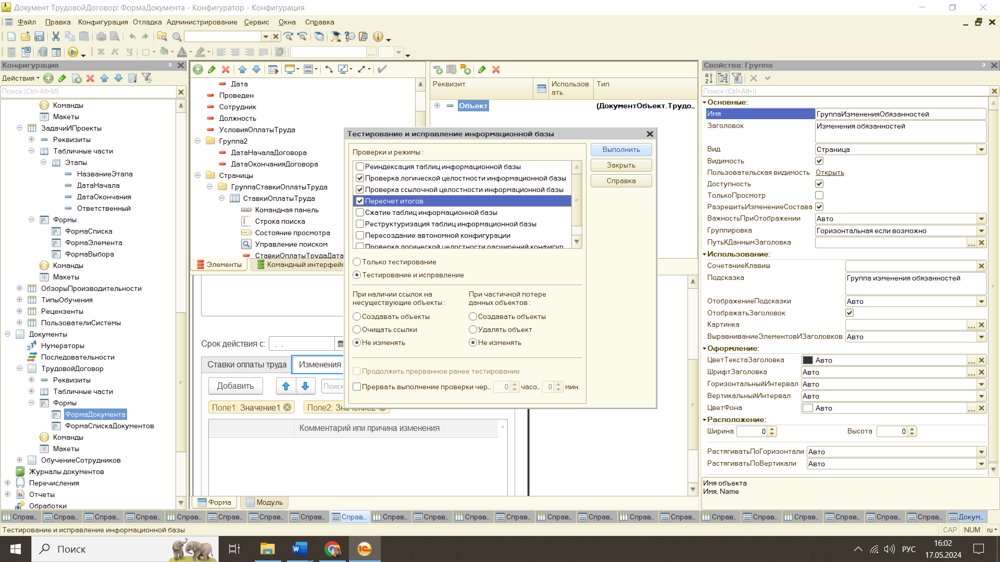 Документ ТрудовойДоговор: ФормаДокумента - Конфигуратор - Конфигурация
Файл Правка Конфигурация Отладка Администрирование Сервис Окна Справка
Ж К Ч
Конфигурация
Действия
Поиск (Ctrl+Alt+M)
Команды
Макеты
ЗадачиИПроекты
Реквизиты
Табличные части
Этапы
НазваниеЭтапа
ДатаНачала
ДатаОкончания
Ответственный
Формы
ФормаСписка
ФормаЭлемента
ФормаВыбора
Команды
Макеты
ОбзорыПроизводительности
ТипыОбучения
Рецензенты
ПользователиСистемы
Документы
Нумераторы
Последовательности
ТрудовойДоговор
Реквизиты
Табличные части
Формы
ФормаДокумента
ФормаСпискаДокументов
Команды
Макеты
ОбучениеСотрудников
Журналы документов
Перечисления
Отчеты
Обработки
Дата
Проведен
Сотрудник
Должность
УсловияОплатыТруда
Группа2
ДатаНачалаДоговора
ДатаОкончанияДоговора
Страницы
ГруппаСтавкиОплатыТруда
СтавкиОплатыТруда
Командная панель
Строка поиска
Состояние просмотра
Управление поиском
СтавкиОплатыТрудаДата
Элементы
Командный интерфейс
Реквизит
Использов
ать
Тип
Объект
(ДокументОбъект.Трудо...
Срок действия с:
. .
Ставки оплаты труда
Изменения
Добавить
Поиск
Поле1: Значение1
Поле2: Значение2
Комментарий или причина изменения
Форма
Модуль
Тестирование и исправление информационной базы
Проверки и режимы :
Реиндексация таблиц информационной базы
Проверка логической целостности информационной базы
Проверка ссылочной целостности информационной базы
Пересчет итогов
Сжатие таблиц информационной базы
Реструктуризация таблиц информационной базы
Пересоздание автономной конфигурации
Проверка логической целостности расширений конфигур
Только тестирование
Тестирование и исправление
При наличии ссылок на
несуществующие объекты :
Создавать объекты
Очищать ссылки
Не изменять
При частичной потере
данных объектов :
Создавать объекты
Удалять объект
Не изменять
Продолжить прерванное ранее тестирование
Прервать выполнение проверки чер... 0 часо... 0 мин.
Выполнить
Закрыть
Справка
Свойства: Группа
Поиск (Ctrl+Alt+I)
Основные:
Имя ГруппаИзмененияОбязанностей
Заголовок Изменения обязанностей
Вид Страница
Видимость
Пользовательская видимость Открыть
Доступность
ТолькоПросмотр
РазрешитьИзменениеСостава
ВажностьПриОтображении Авто
Группировка Горизонтальная если возможно
ПутьКДаннымЗаголовка
Использование:
СочетаниеКлавиш
Подсказка Группа изменения обязанностей
ОтображениеПодсказки Авто
ОтображатьЗаголовок
Картинка
ВыравниваниеЭлементовИЗаголовков Авто
Оформление:
ЦветТекстаЗаголовка Авто
ШрифтЗаголовка Авто
ГоризонтальныйИнтервал Авто
ВертикальныйИнтервал Авто
ЦветФона Авто
Расположение:
Ширина 0 Высота 0
РастягиватьПоГоризонтали Авто
РастягиватьПоВертикали Авто
Имя объекта
Имя, Name
Справ... Справ... Справ... Справ... Справ... Справ... Справ... Справ... Справ... Справ... Справ... Справ... Справ... Справ... Справ... Справ... Справ... Справ... Справ... Справ... Справ... Справ... Справ... Докум...
Тестирование и исправление информационной базы
CAP NUM ru
Поиск
РУС
16:02
17.05.2024